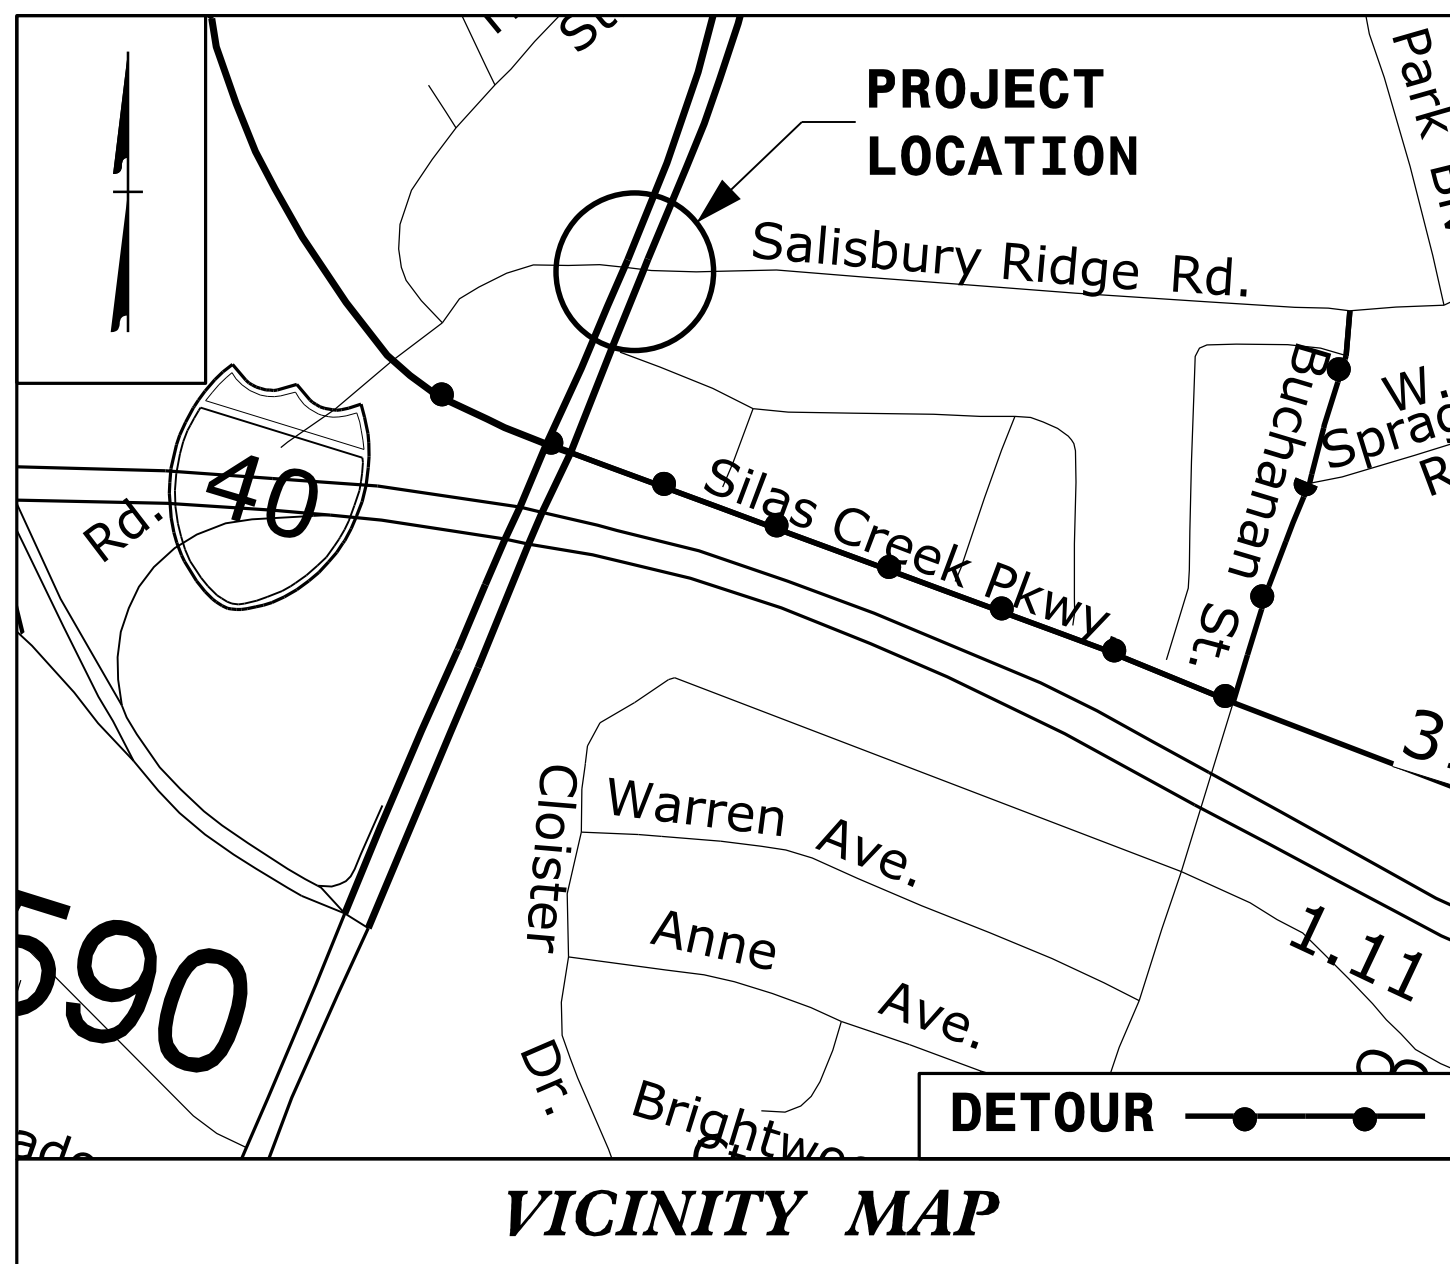 PROJECT
LOCATION
Park
Salisbury Ridge Rd.
Buchanan
St.
W.
40
Rd.
Silas Creek Pkwy.
Cloister
Dr.
Warren Ave.
Anne
Ave.
590
1.11
DETOUR
VICINITY MAP